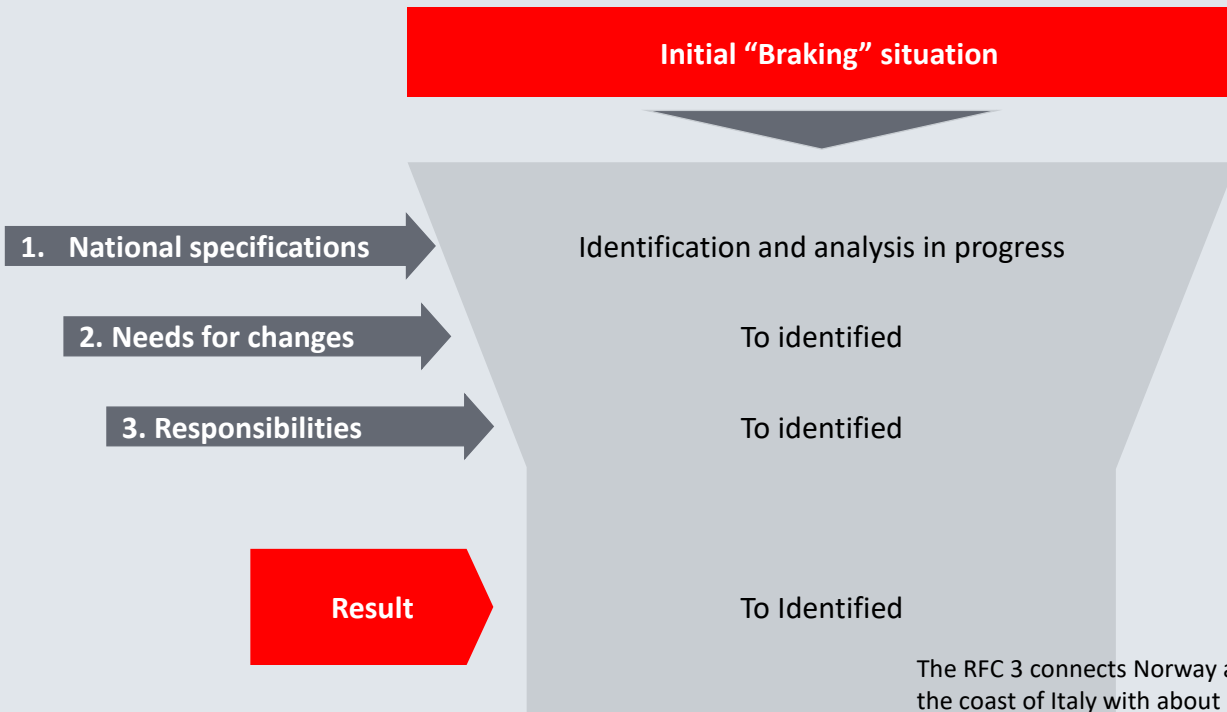 Initial “Braking” situation
1. National specifications
Identification and analysis in progress
2. Needs for changes
To identified
3. Responsibilities
To identified
Result
To Identified
The RFC 3 connects Norway
the coast of Italy with about